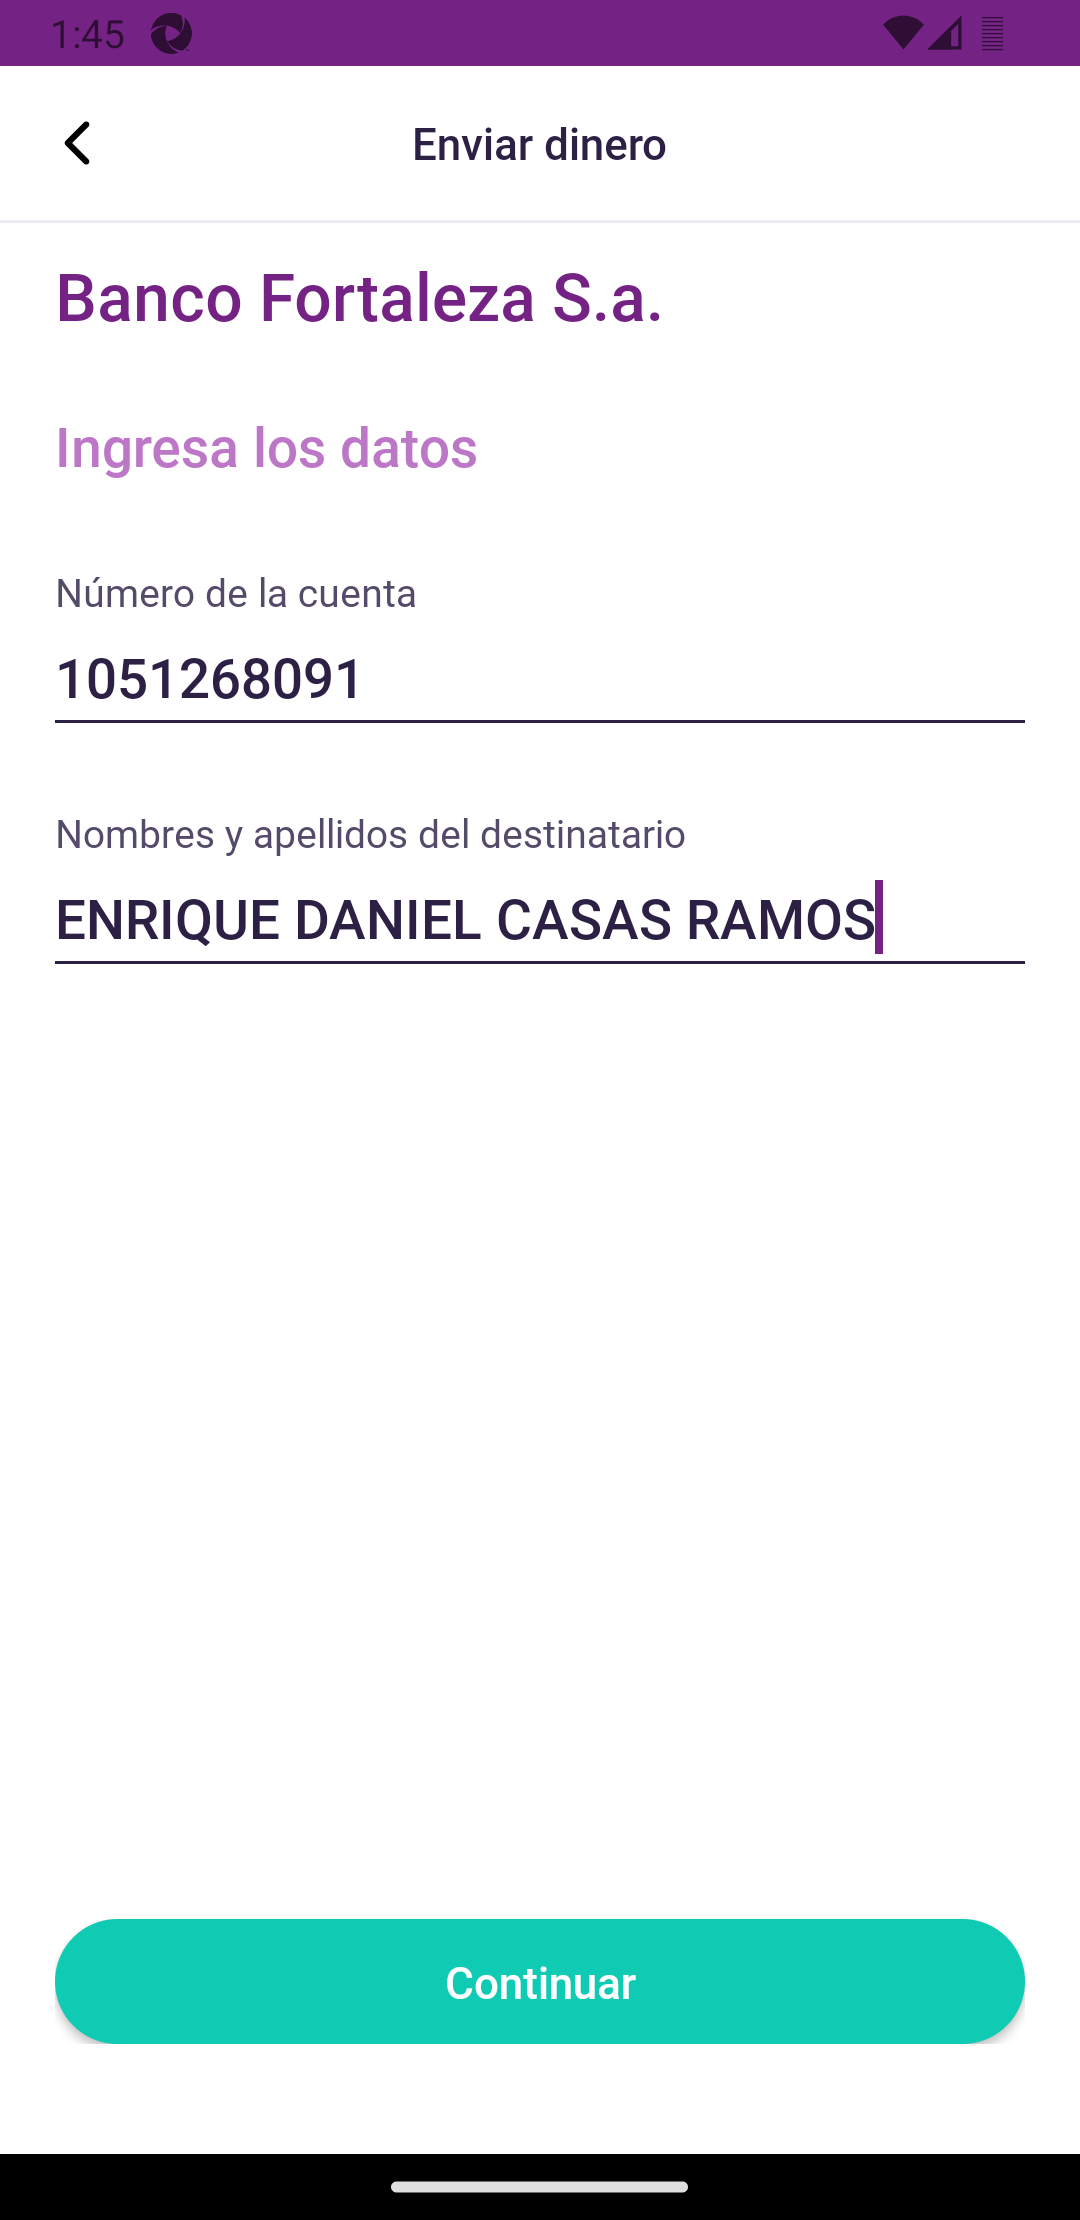 1:45
Enviar dinero
Banco Fortaleza S.a.
Ingresa los datos
Número de la cuenta
1051268091
Nombres y apellidos del destinatario
ENRIQUE DANIEL CASAS RAMOS
Continuar